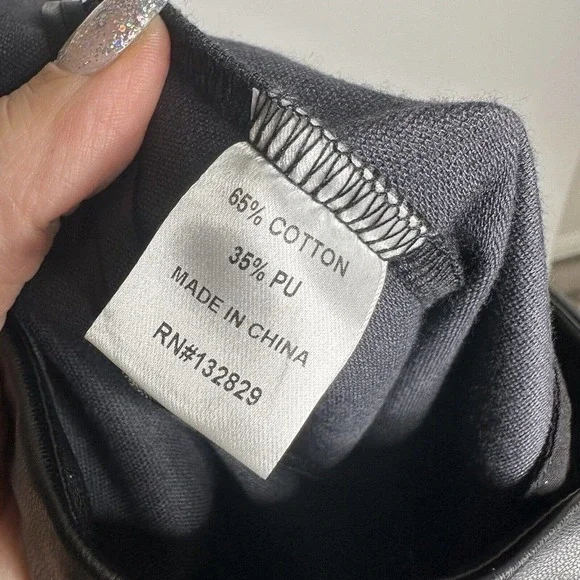 65% COTTON
35% PU
MADE IN CHINA
RN#132829